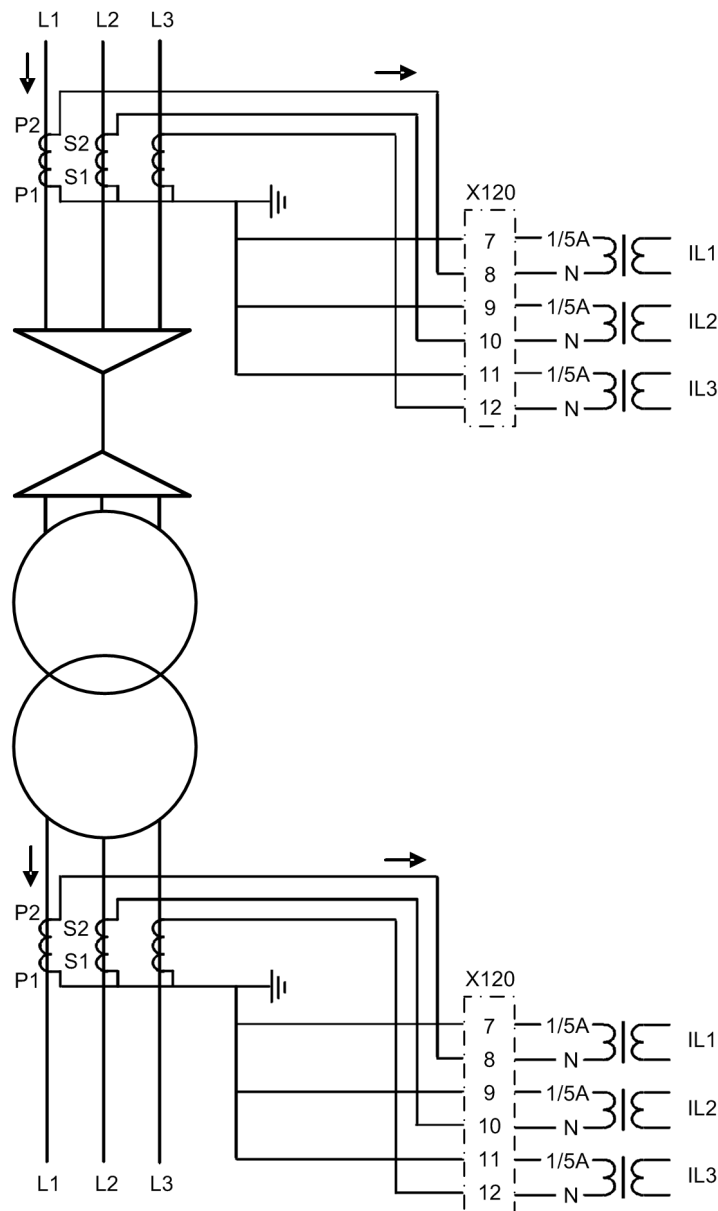 L1 L2 L3
P2
S2
S1
P1
X120
7 1/5A
IL1
8 N
9 1/5A
IL2
10 N
11 1/5A
IL3
12 N
P2
S2
S1
P1
X120
7 1/5A
IL1
8 N
9 1/5A
IL2
10 N
11 1/5A
IL3
12 N
L1 L2 L3